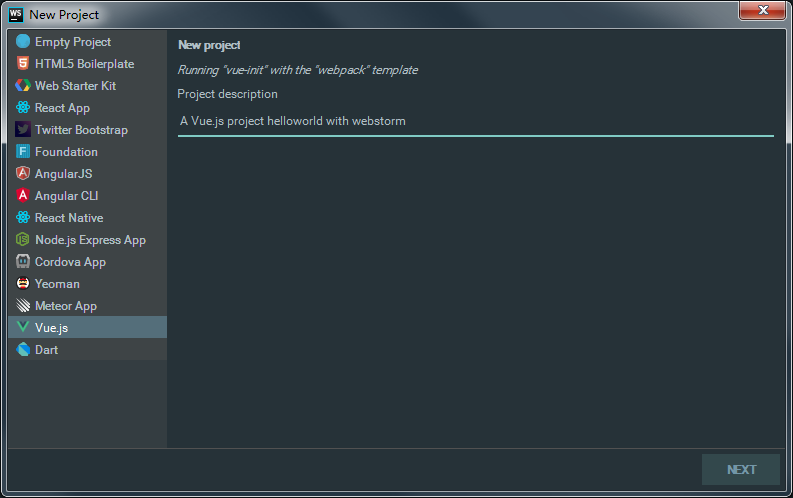 WS New Project
Empty Project
HTML5 Boilerplate
Web Starter Kit
React App
Twitter Bootstrap
Foundation
AngularJS
Angular CLI
React Native
Node.js Express App
Cordova App
Yeoman
Meteor App
Vue.js
Dart
New project
Running "vue-init" with the "webpack" template
Project description
A Vue.js project helloworld with webstorm
NEXT